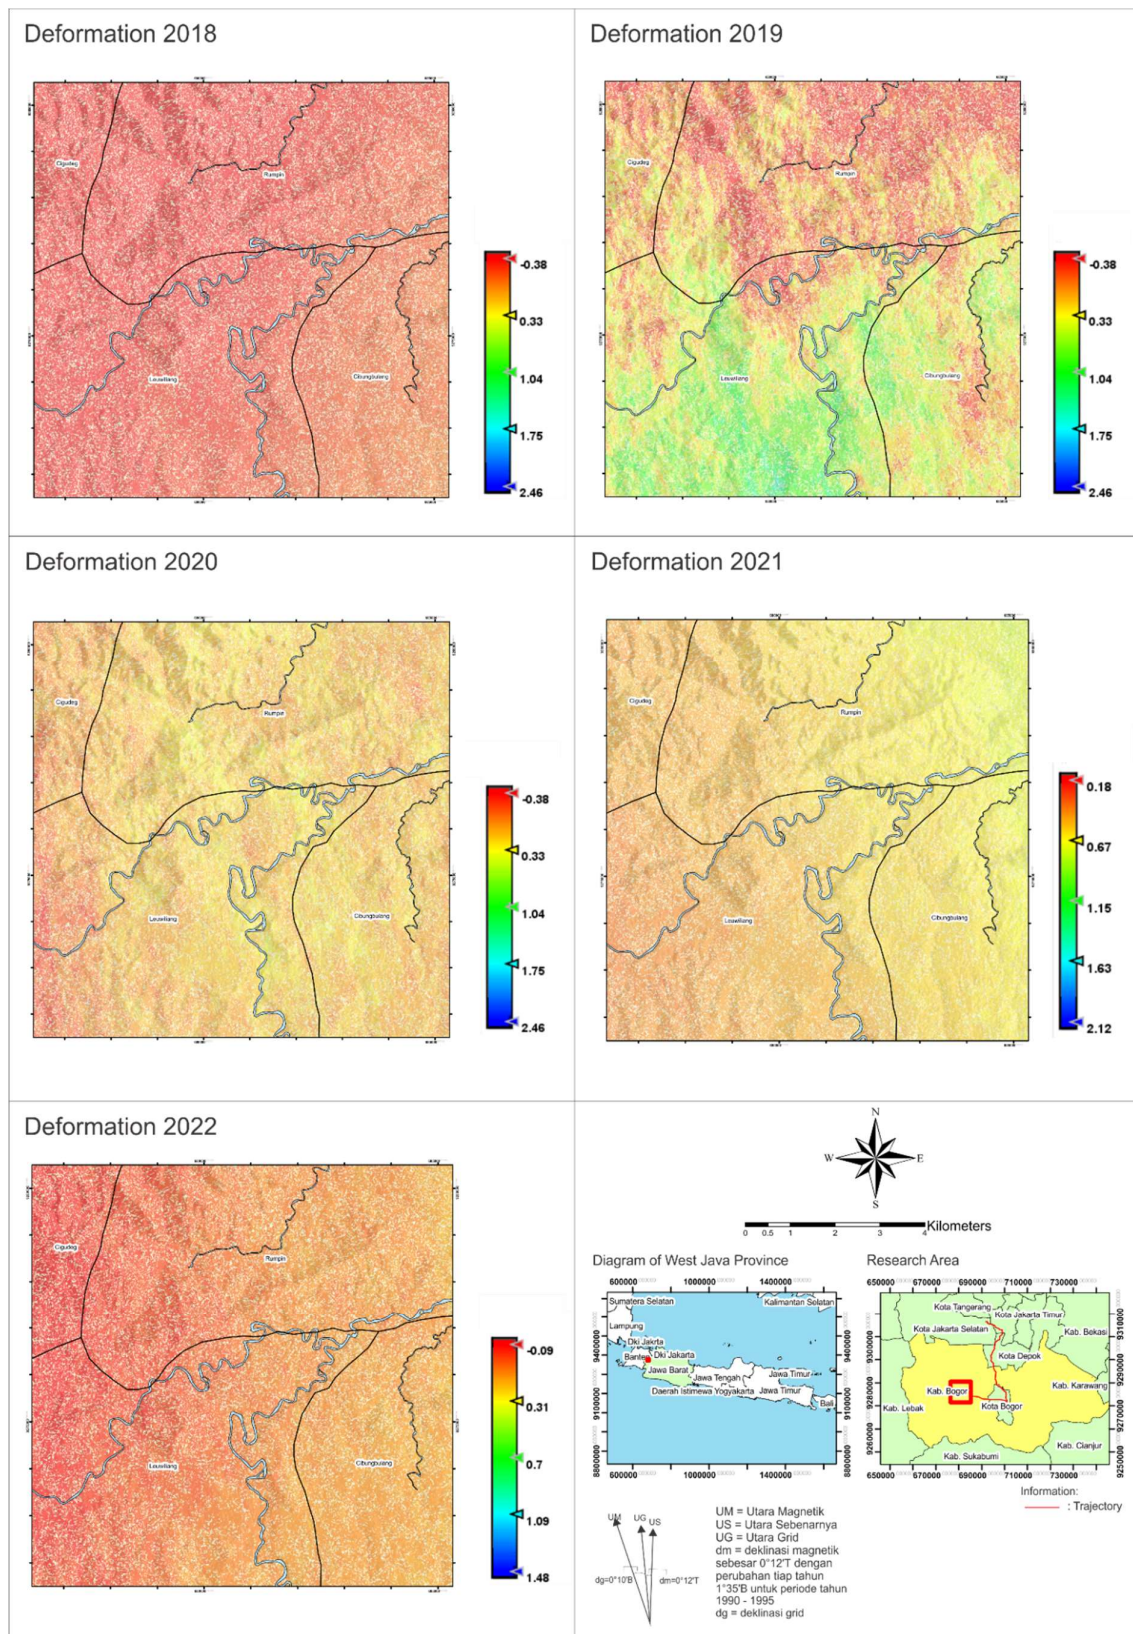 Deformation 2018
Cigudeg
Rumpin
Leuwiliang
Cibungbulang
-0.38
0.33
1.04
1.75
2.46
Deformation 2019
Cigudeg
Rumpin
Leuwiliang
Cibungbulang
-0.38
0.33
1.04
1.75
2.46
Deformation 2020
Cigudeg
Rumpin
Leuwiliang
Cibungbulang
-0.38
0.33
1.04
1.75
2.46
Deformation 2021
Cigudeg
Rumpin
Leuwiliang
Cibungbulang
0.18
0.67
1.15
1.63
2.12
Deformation 2022
Cigudeg
Rumpin
Leuwiliang
Cibungbulang
-0.09
0.31
0.7
1.09
1.48
N
W E
S
0 0.5 1 2 3 4 Kilometers
Diagram of West Java Province
600000 1000000 1400000
Sumatera Selatan
Kalimantan Selatan
Lampung
Dki Jakrta
Banten
Dki Jakarta
Jawa Barat
Jawa Tengah
Jawa Timur
Daerah Istimewa Yogyakarta
Jawa Timur
Bali
9400000 9400000
9100000 9100000
8800000 8800000
600000 1000000 1400000
Research Area
650000 670000 690000 710000 730000
Kota Tangerang
Kota Jakarta Timur
Kota Jakarta Selatan
Kab. Bekasi
Kota Depok
Kab. Karawang
Kab. Bogor
Kota Bogor
Kab. Lebak
Kab. Cianjur
Kab. Sukabumi
9300000 9310000
9280000 9290000
9260000 9270000
9250000
650000 670000 690000 710000 730000
Information:
: Trajectory
UM UG US
dg=0°10'B dm=0°12'T
UM = Utara Magnetik
US = Utara Sebenarnya
UG = Utara Grid
dm = deklinasi magnetik
sebesar 0°12'T dengan
perubahan tiap tahun
1°35'B untuk periode tahun
1990 - 1995
dg = deklinasi grid